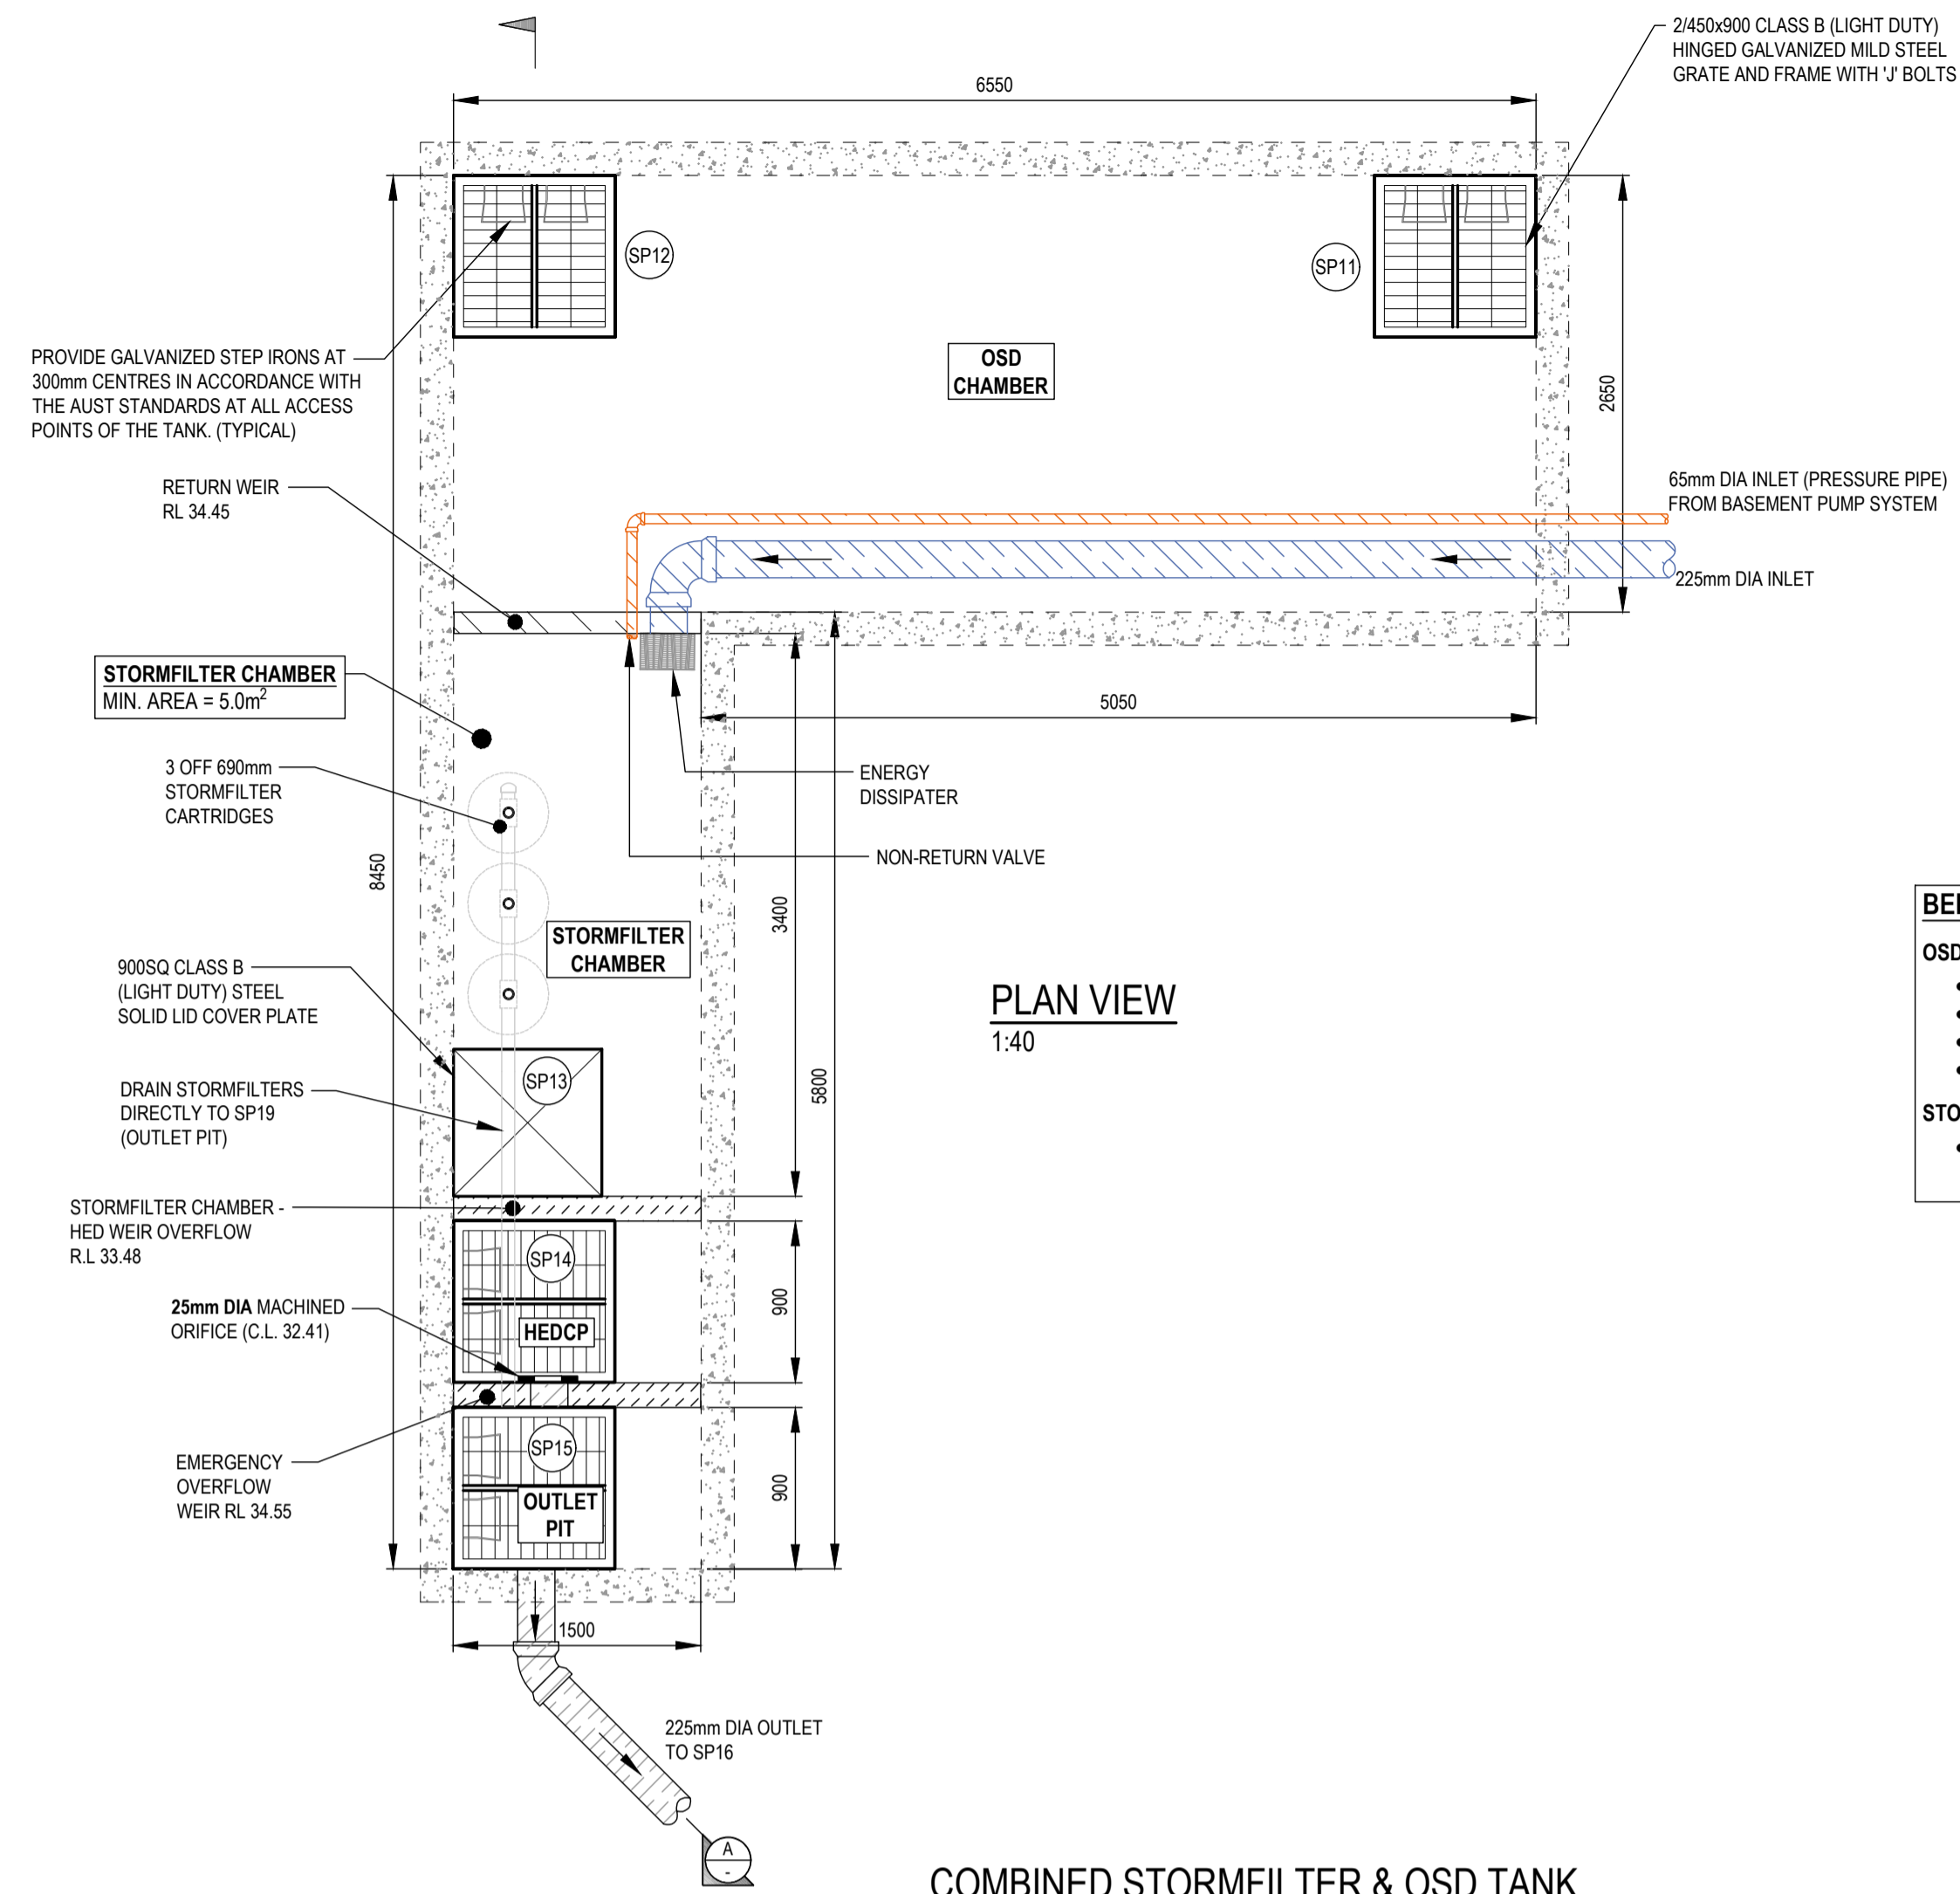 2/450x900 CLASS B (LIGHT DUTY)
HINGED GALVANIZED MILD STEEL
GRATE AND FRAME WITH 'J' BOLTS
6550
SP12
SP11
PROVIDE GALVANIZED STEP IRONS AT
300mm CENTRES IN ACCORDANCE WITH
THE AUST STANDARDS AT ALL ACCESS
POINTS OF THE TANK. (TYPICAL)
OSD
CHAMBER
2650
RETURN WEIR
RL 34.45
65mm DIA INLET (PRESSURE PIPE)
FROM BASEMENT PUMP SYSTEM
225mm DIA INLET
STORMFILTER CHAMBER
MIN. AREA = 5.0m²
5050
3 OFF 690mm
STORMFILTER
CARTRIDGES
ENERGY
DISSIPATER
NON-RETURN VALVE
8450
3400
5800
STORMFILTER
CHAMBER
900SQ CLASS B
(LIGHT DUTY) STEEL
SOLID LID COVER PLATE
PLAN VIEW
1:40
SP13
DRAIN STORMFILTERS
DIRECTLY TO SP19
(OUTLET PIT)
STORMFILTER CHAMBER -
HED WEIR OVERFLOW
R.L 33.48
SP14
HEDCP
900
25mm DIA MACHINED
ORIFICE (C.L. 32.41)
SP15
OUTLET
PIT
900
EMERGENCY
OVERFLOW
WEIR RL 34.55
1500
225mm DIA OUTLET
TO SP16
A
-
COMBINED STORMFILTER & OSD TANK
OSD